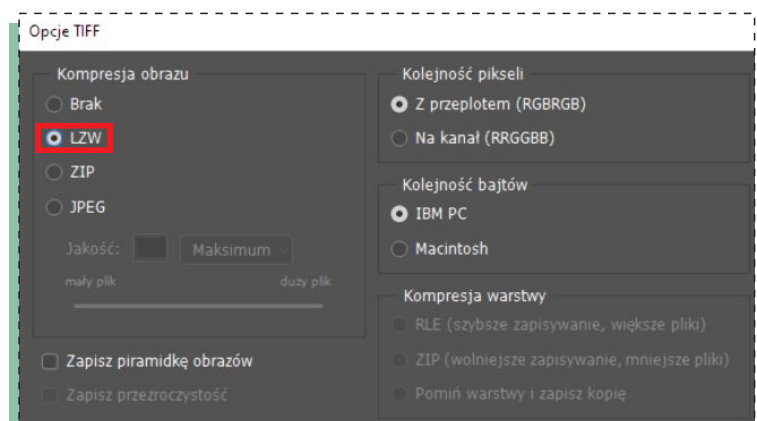 Opcje TIFF
Kompresja obrazu
Brak
LZW
ZIP
JPEG
Jakość: Maksimum
mały plik duży plik
Zapisz piramidkę obrazów
Zapisz przezroczystość
Kolejność pikseli
Z przeplotem (RGBRGB)
Na kanał (RRGGBB)
Kolejność bajtów
IBM PC
Macintosh
Kompresja warstwy
RLE (szybsze zapisywanie, większe pliki)
ZIP (wolniejsze zapisywanie, mniejsze pliki)
Pomiń warstwy i zapisz kopię